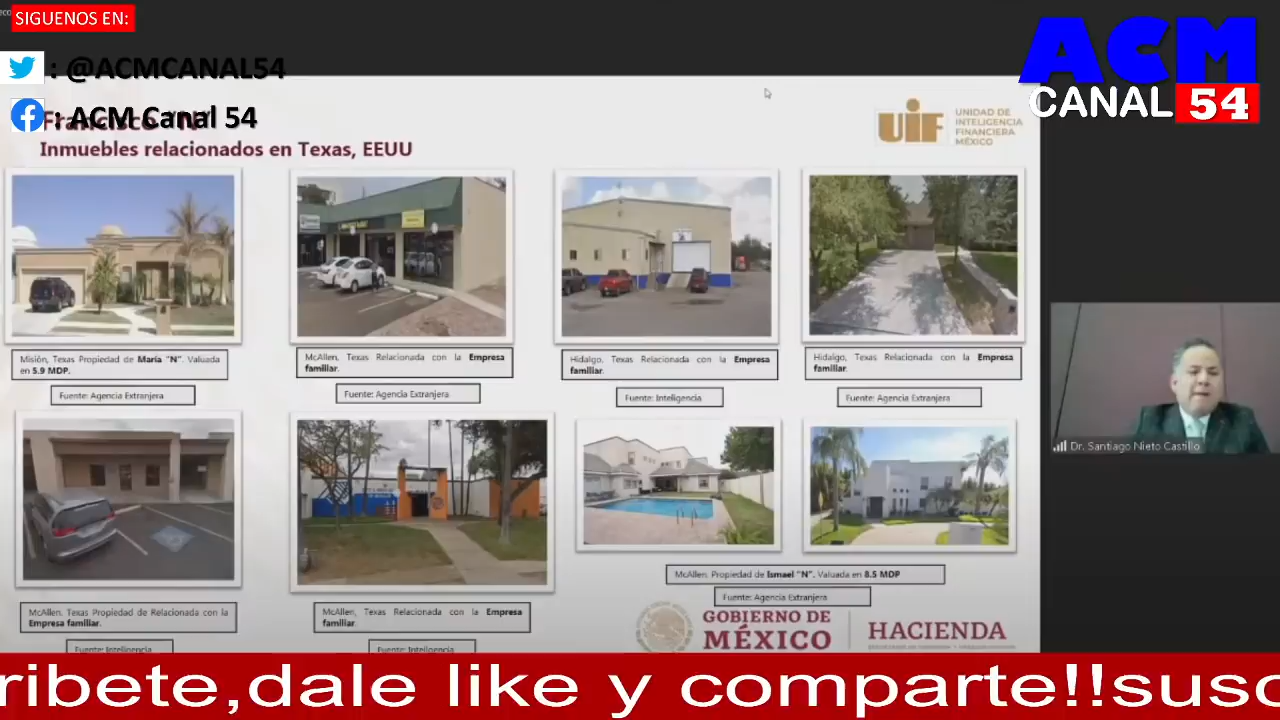 SIGUENOS EN:
: @ACMCANAL54
: ACM Canal 54
ACM
CANAL 54
Francisco "N"
Inmuebles relacionados en Texas, EEUU
UIF
UNIDAD DE
INTELIGENCIA
FINANCIERA
MÉXICO
Misión, Texas Propiedad de María "N". Valuada
en 5.9 MDP.
Fuente: Agencia Extranjera
McAllen, Texas Relacionada con la Empresa
familiar.
Fuente: Agencia Extranjera
Hidalgo, Texas Relacionada con la Empresa
familiar.
Fuente: Inteligencia
Hidalgo, Texas Relacionada con la Empresa
familiar.
Fuente: Agencia Extranjera
Dr. Santiago Nieto Castillo
McAllen. Texas Propiedad de Relacionada con la
Empresa familiar.
Fuente: Inteligencia
McAllen, Texas Relacionada con la Empresa
familiar.
Fuente: Inteligencia
McAllen. Propiedad de Ismael "N". Valuada en 8.5 MDP
Fuente: Agencia Extranjera
GOBIERNO DE
MÉXICO
HACIENDA
ribete,dale like y comparte!!susc